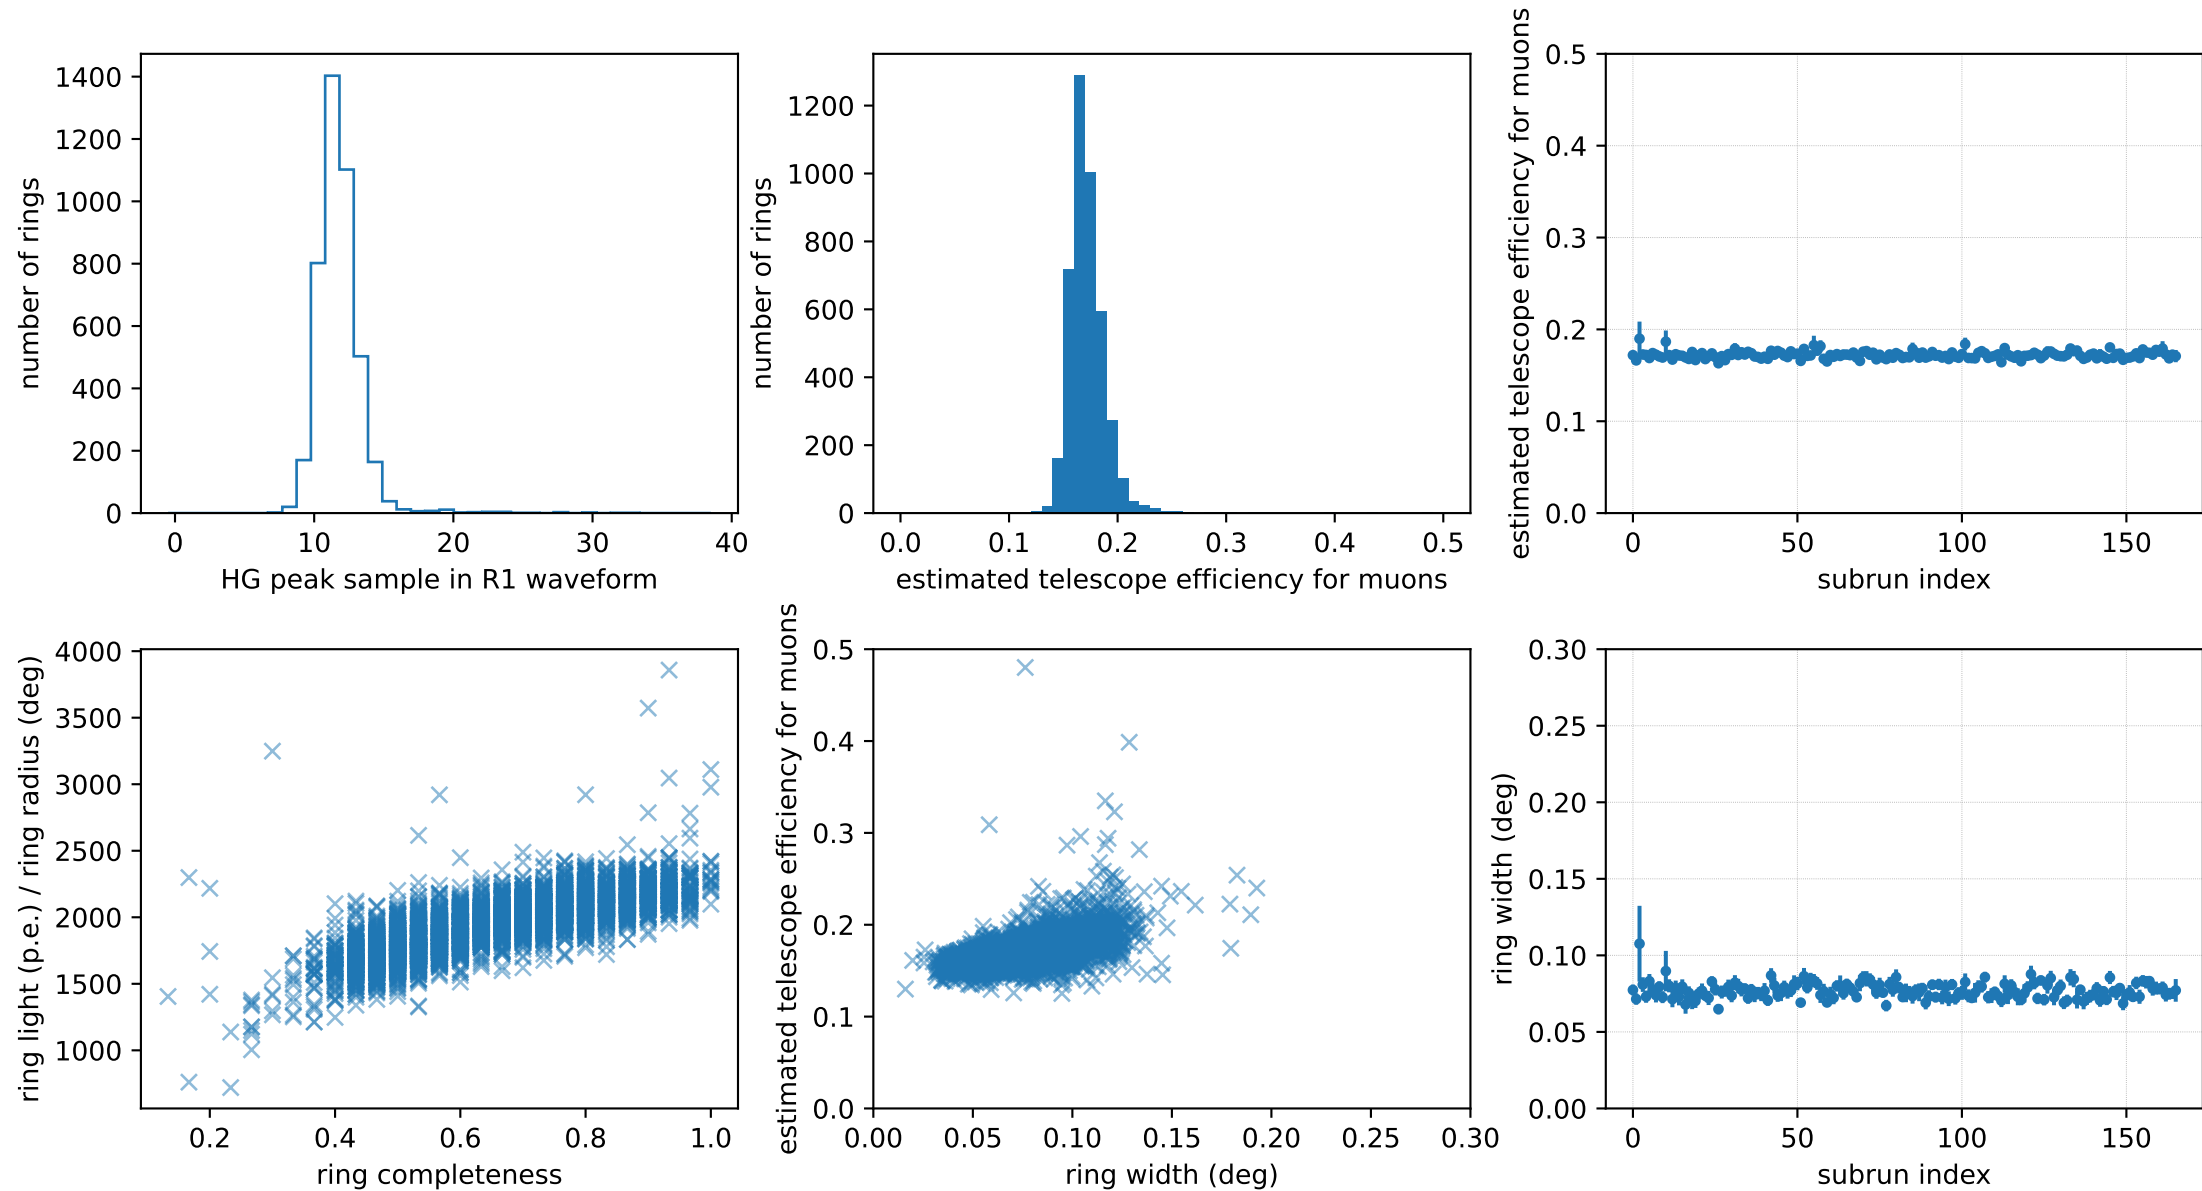 number of rings
1400
1200
1000
800
600
400
200
0
0 10 20 30 40
HG peak sample in R1 waveform
number of rings
1200
1000
800
600
400
200
0
0.0 0.1 0.2 0.3 0.4 0.5
estimated telescope efficiency for muons
estimated telescope efficiency for muons
0.5
0.4
0.3
0.2
0.1
0.0
0 50 100 150
subrun index
ring light (p.e.) / ring radius (deg)
4000
3500
3000
2500
2000
1500
1000
0.2 0.4 0.6 0.8 1.0
ring completeness
estimated telescope efficiency for muons
0.5
0.4
0.3
0.2
0.1
0.0
0.00 0.05 0.10 0.15 0.20 0.25 0.30
ring width (deg)
ring width (deg)
0.30
0.25
0.20
0.15
0.10
0.05
0.00
0 50 100 150
subrun index